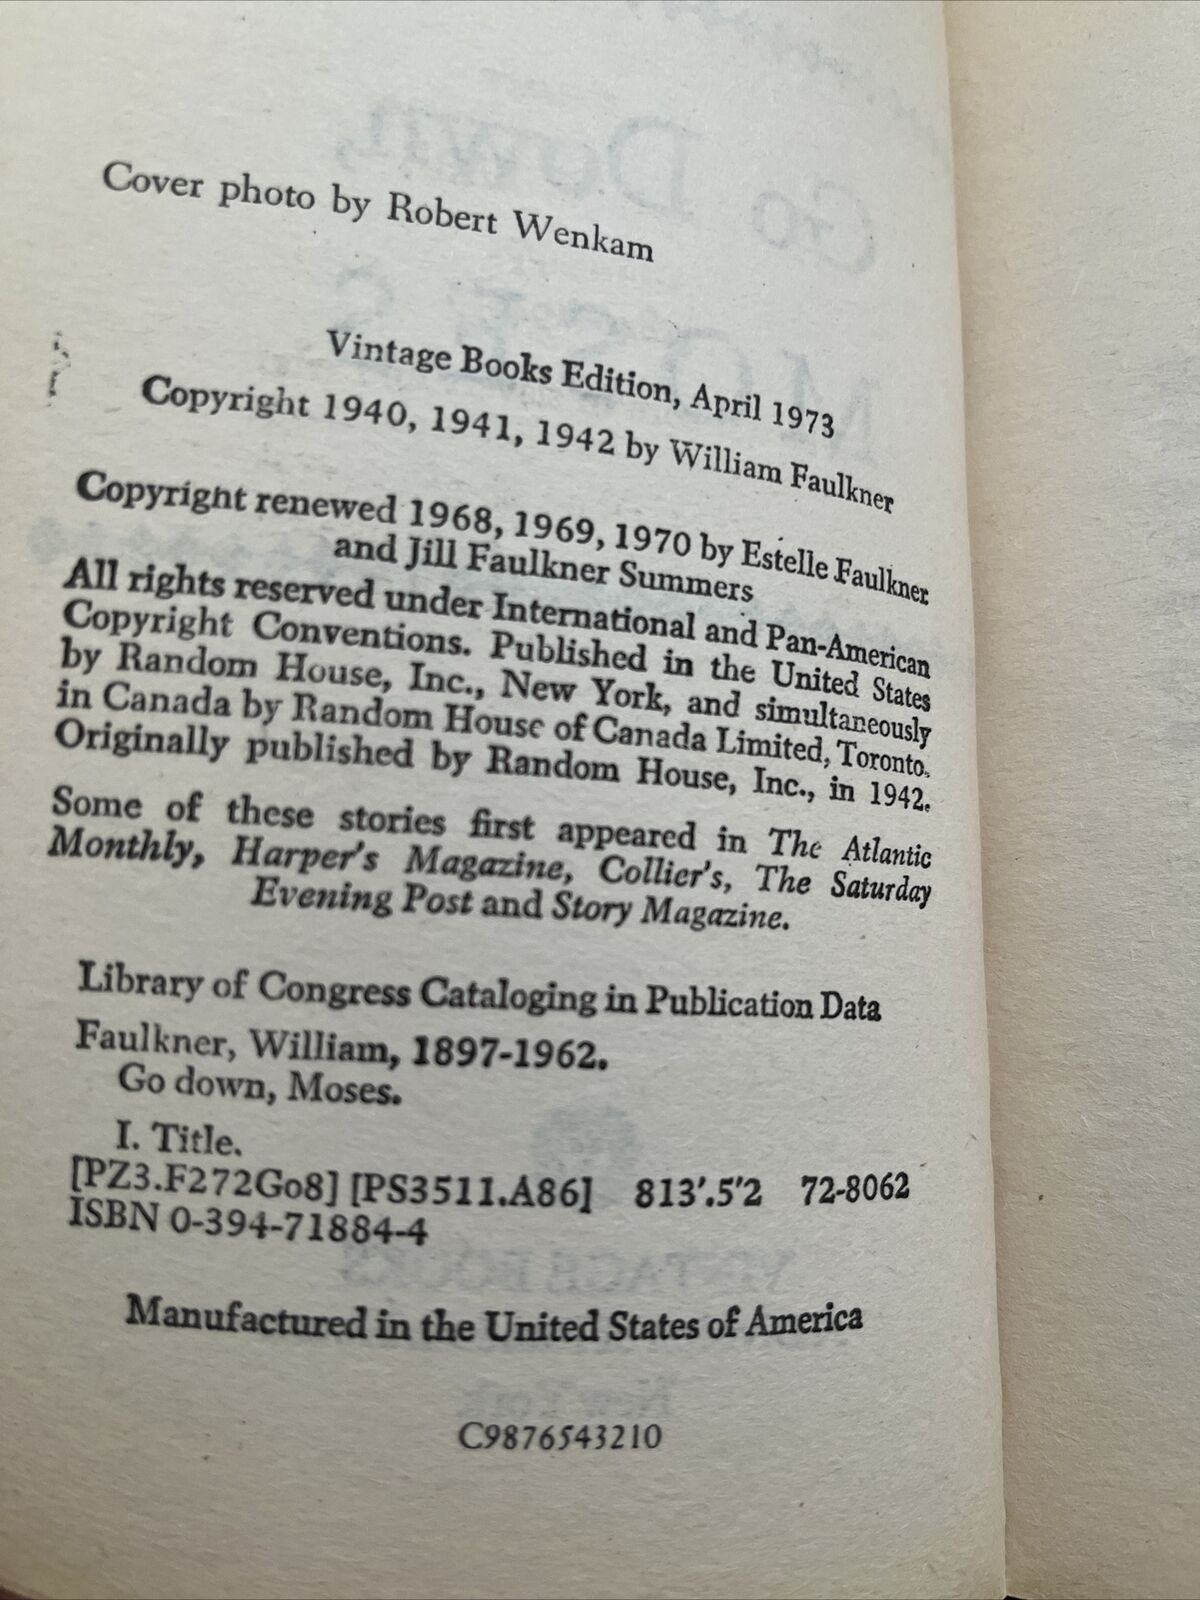 Cover photo by Robert Wenkam
Vintage Books Edition, April 1973
Copyright 1940, 1941, 1942 by William Faulkner
Copyright renewed 1968, 1969, 1970 by Estelle Faulkner
and Jill Faulkner Summers
All rights reserved under International and Pan-American
Copyright Conventions. Published in the United States
by Random House, Inc., New York, and simultaneously
in Canada by Random House of Canada Limited, Toronto.
Originally published by Random House, Inc., in 1942.
Some of these stories first appeared in The Atlantic
Monthly, Harper's Magazine, Collier's, The Saturday
Evening Post and Story Magazine.
Library of Congress Cataloging in Publication Data
Faulkner, William, 1897-1962.
Go down, Moses.
I. Title.
[PZ3.F272Go8] [PS3511.A86] 813'.5'2 72-8062
ISBN 0-394-71884-4
Manufactured in the United States of America
C9876543210